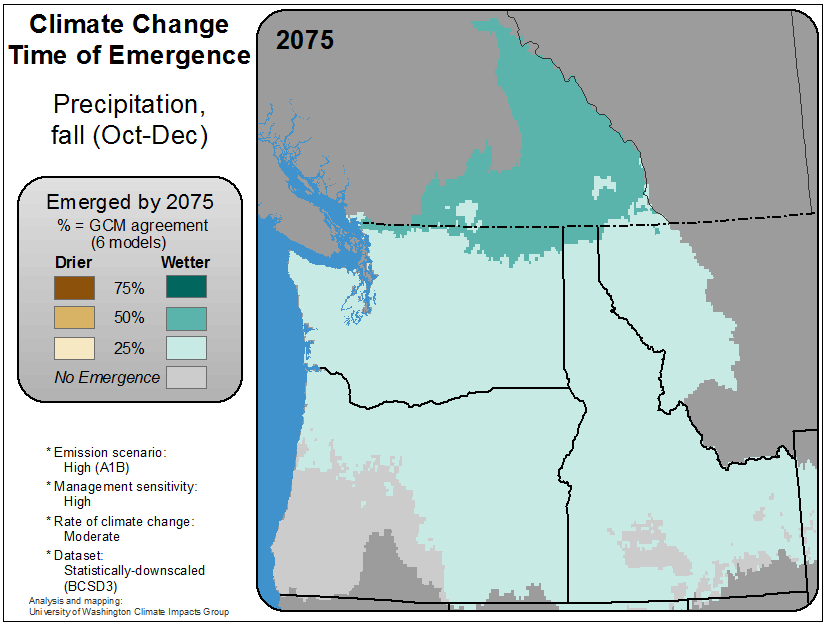 Climate Change
Time of Emergence
Precipitation,
fall (Oct-Dec)
2075
Emerged by 2075
% = GCM agreement
(6 models)
Drier Wetter
75%
50%
25%
No Emergence
* Emission scenario:
High (A1B)
* Management sensitivity:
High
* Rate of climate change:
Moderate
* Dataset:
Statistically-downscaled
(BCSD3)
Analysis and mapping:
University of Washington Climate Impacts Group